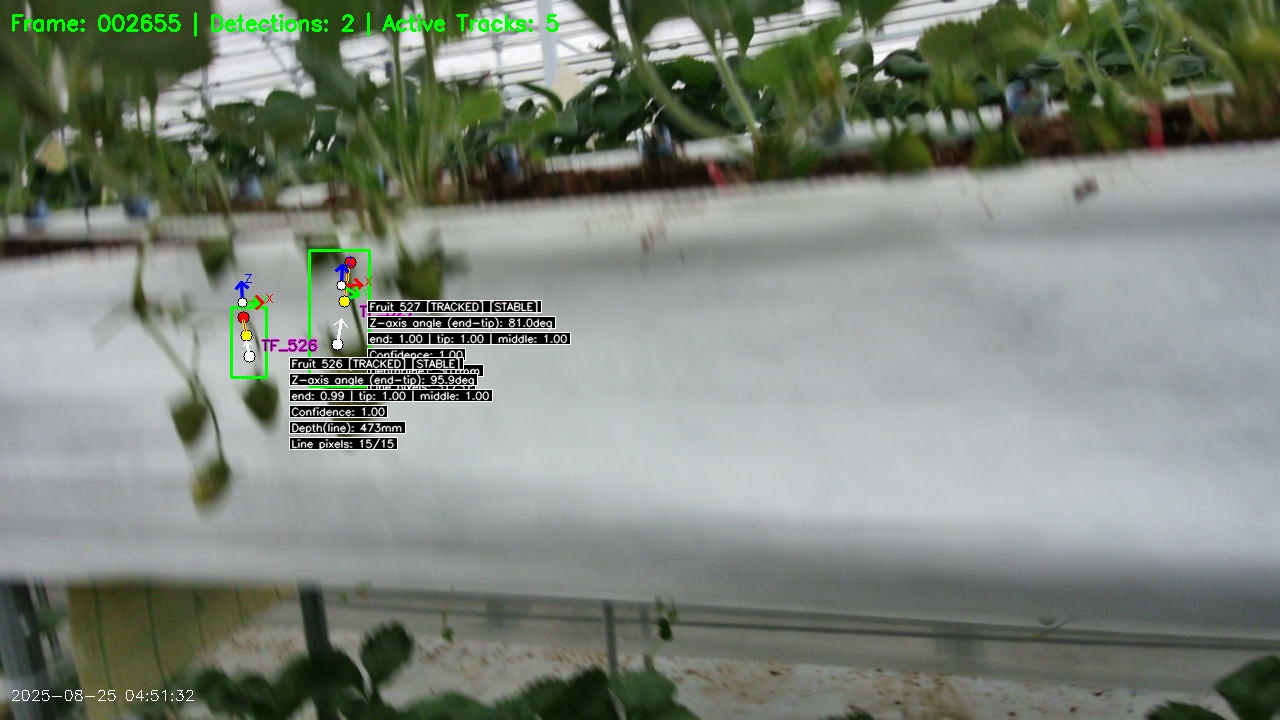 Frame: 002655 | Detections: 2 | Active Tracks: 5
Z
X
X
Fruit 527 [TRACKED] [STABLE]
Z-axis angle (end-tip): 81.0deg
end: 1.00 | tip: 1.00 | middle: 1.00
Confidence: 1.00
TF_526
Fruit 526 [TRACKED] [STABLE]
Z-axis angle (end-tip): 95.9deg
end: 0.99 | tip: 1.00 | middle: 1.00
Confidence: 1.00
Depth(line): 473mm
Line pixels: 15/15
2025-08-25 04:51:32